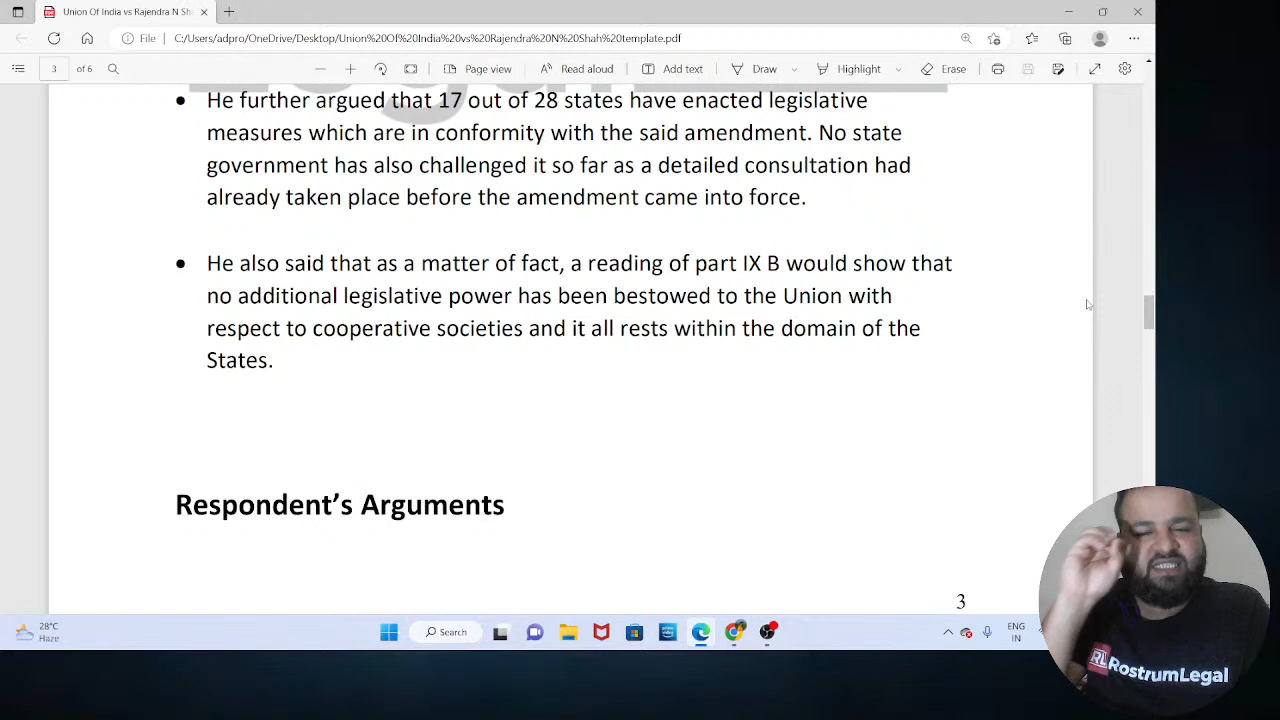 Union Of India vs Rajendra N Sha
File
C:/Users/adpro/OneDrive/Desktop/Union%20Of%20India%20vs%20Rajendra%20N%20Shah%20template.pdf
3 of 6
Page view
Read aloud
Add text
Draw
Highlight
Erase
• He further argued that 17 out of 28 states have enacted legislative
measures which are in conformity with the said amendment. No state
government has also challenged it so far as a detailed consultation had
already taken place before the amendment came into force.
• He also said that as a matter of fact, a reading of part IX B would show that
no additional legislative power has been bestowed to the Union with
respect to cooperative societies and it all rests within the domain of the
States.
Respondent’s Arguments
3
28°C
Haze
Search
ENG
IN
RL RostrumLegal